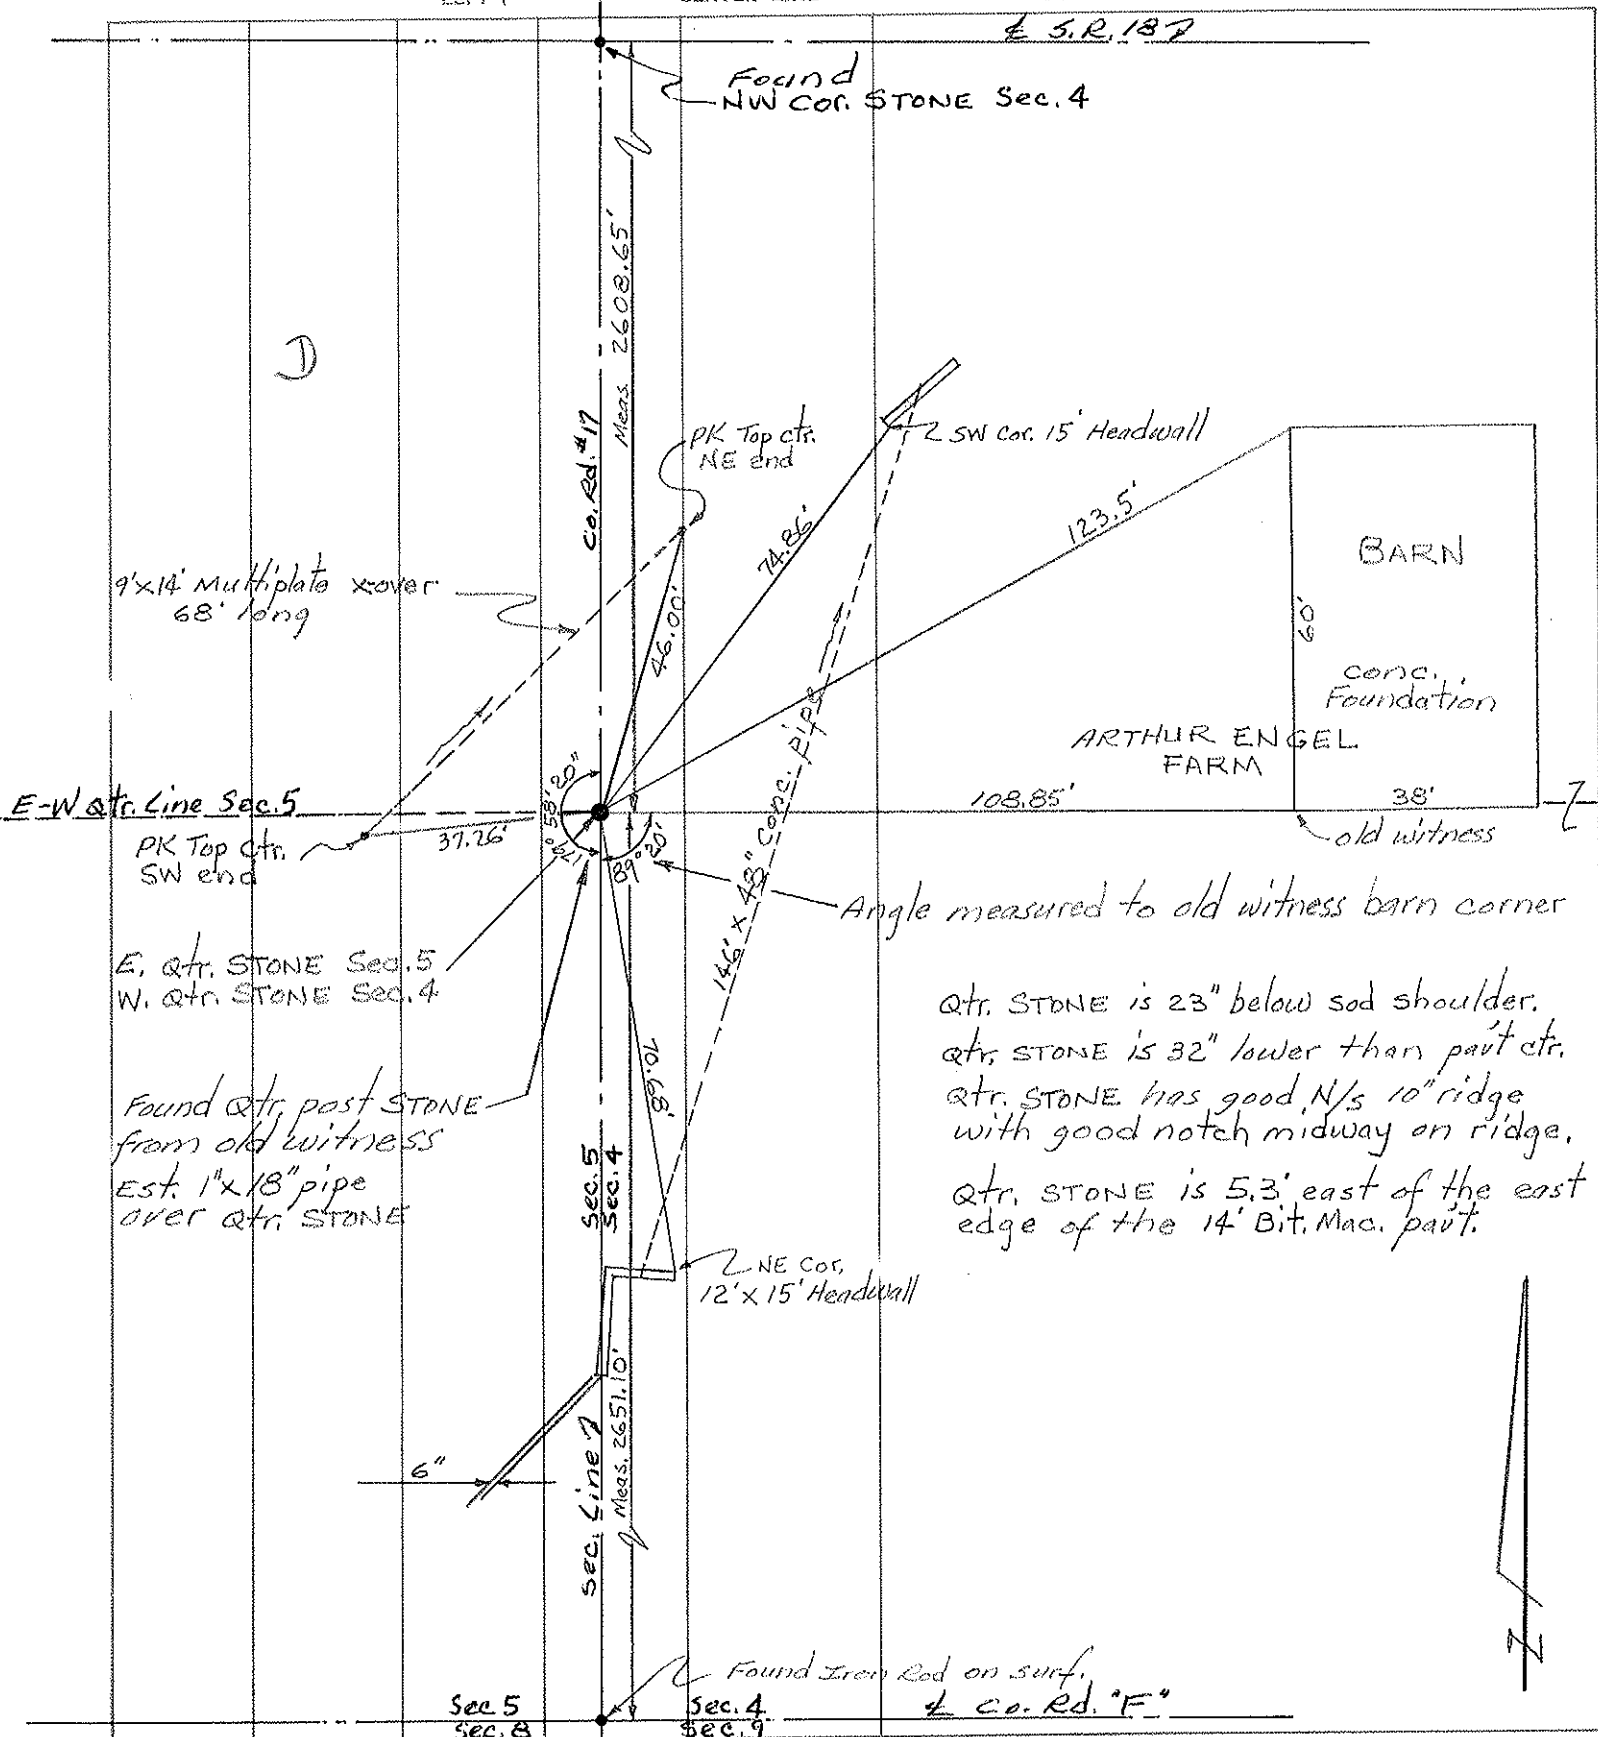 ℄ S.R. 187
Found
NW Cor. STONE Sec. 4
Meas. 2608.65'
D
Co. Rd. #17
PK Top ctr.
NE end
SW Cor. 15' Headwall
123.5'
74.86'
BARN
9'x14' Multiplate x-over
68' long
46.00'
60'
conc.
Foundation
146' x 48" conc. pipe
ARTHUR ENGEL
FARM
E-W Qtr. Line Sec. 5
179° 58' 20"
108.85'
38'
PK Top Ctr.
SW end
37.26'
89° 20'
old witness
Angle measured to old witness barn corner
E. Qtr. STONE Sec. 5
W. Qtr. STONE Sec. 4
Qtr. STONE is 23" below sod shoulder.
Qtr. STONE is 32" lower than pav't ctr.
Qtr. STONE has good N/S 10" ridge
with good notch midway on ridge.
Qtr. STONE is 5.3' east of the east
edge of the 14' Bit. Mac. pav't.
70.68'
Found Qtr. post STONE
from old witness
Est. 1"x18" pipe
over Qtr. STONE
Sec. 5
Sec. 4
NE Cor.
12' x 15' Headwall
Meas. 2651.10'
6"
Sec. Line
N
Found Iron Rod on surf.
Sec. 5
Sec. 4
℄ Co. Rd. "F"
Sec. 8
Sec. 9